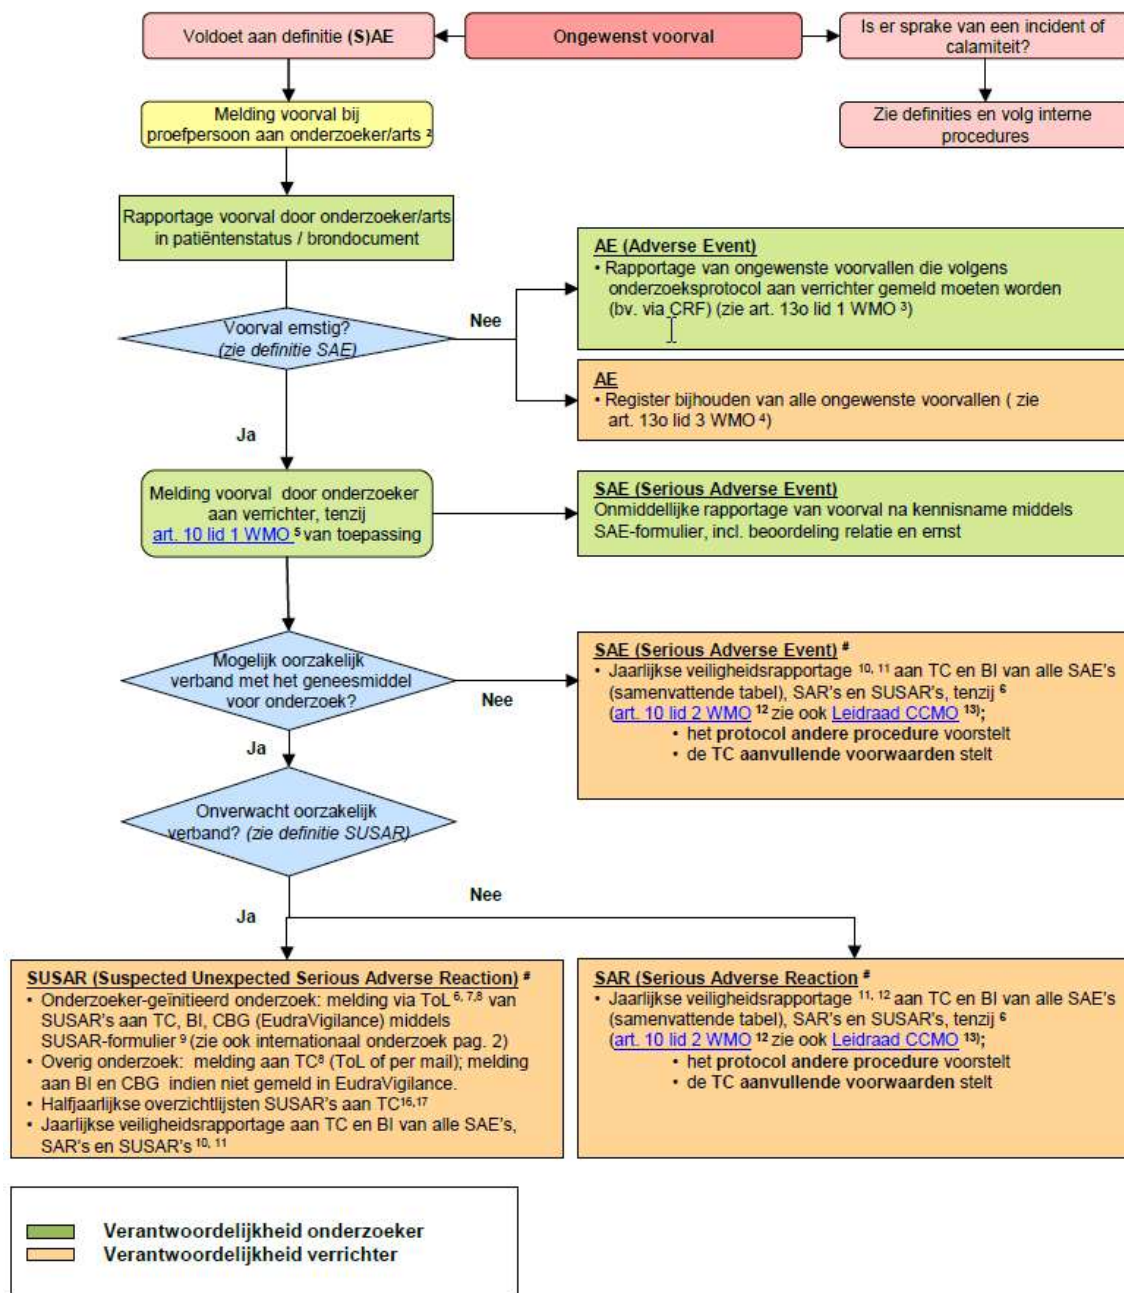 Voldoet aan definitie (S)AE
Ongewenst voorval
Is er sprake van een incident of
calamiteit?
Melding voorval bij
proefpersoon aan onderzoeker/arts ²
Zie definities en volg interne
procedures
Rapportage voorval door onderzoeker/arts
in patiëntenstatus / brondocument
AE (Adverse Event)
• Rapportage van ongewenste voorvallen die volgens
onderzoeksprotocol aan verrichter gemeld moeten worden
(bv. via CRF) (zie art. 13o lid 1 WMO ³)
Nee
Voorval ernstig?
(zie definitie SAE)
AE
• Register bijhouden van alle ongewenste voorvallen ( zie
art. 13o lid 3 WMO ⁴)
Ja
Melding voorval door onderzoeker
aan verrichter, tenzij
art. 10 lid 1 WMO ⁵ van toepassing
SAE (Serious Adverse Event)
Onmiddellijke rapportage van voorval na kennisname middels
SAE-formulier, incl. beoordeling relatie en ernst
Mogelijk oorzakelijk
verband met het geneesmiddel
voor onderzoek?
Nee
SAE (Serious Adverse Event) #
• Jaarlijkse veiligheidsrapportage ¹⁰, ¹¹ aan TC en BI van alle SAE's
(samenvattende tabel), SAR's en SUSAR's, tenzij ⁶
(art. 10 lid 2 WMO ¹² zie ook Leidraad CCMO ¹³);
• het protocol andere procedure voorstelt
• de TC aanvullende voorwaarden stelt
Ja
Onverwacht oorzakelijk
verband? (zie definitie SUSAR)
Nee
Ja
SUSAR (Suspected Unexpected Serious Adverse Reaction) #
• Onderzoeker-geïnitieerd onderzoek: melding via ToL ⁶, ⁷,⁸ van
SUSAR's aan TC, BI, CBG (EudraVigilance) middels
SUSAR-formulier ⁹ (zie ook internationaal onderzoek pag. 2)
• Overig onderzoek: melding aan TC⁸ (ToL of per mail); melding
aan BI en CBG indien niet gemeld in EudraVigilance.
• Halfjaarlijkse overzichtlijsten SUSAR's aan TC¹⁶,¹⁷
• Jaarlijkse veiligheidsrapportage aan TC en BI van alle SAE's,
SAR's en SUSAR's ¹⁰, ¹¹
SAR (Serious Adverse Reaction #
• Jaarlijkse veiligheidsrapportage ¹¹, ¹² aan TC en BI van alle SAE's
(samenvattende tabel), SAR's en SUSAR's, tenzij ⁶
(art. 10 lid 2 WMO ¹² zie ook Leidraad CCMO ¹³);
• het protocol andere procedure voorstelt
• de TC aanvullende voorwaarden stelt
Verantwoordelijkheid onderzoeker
Verantwoordelijkheid verrichter